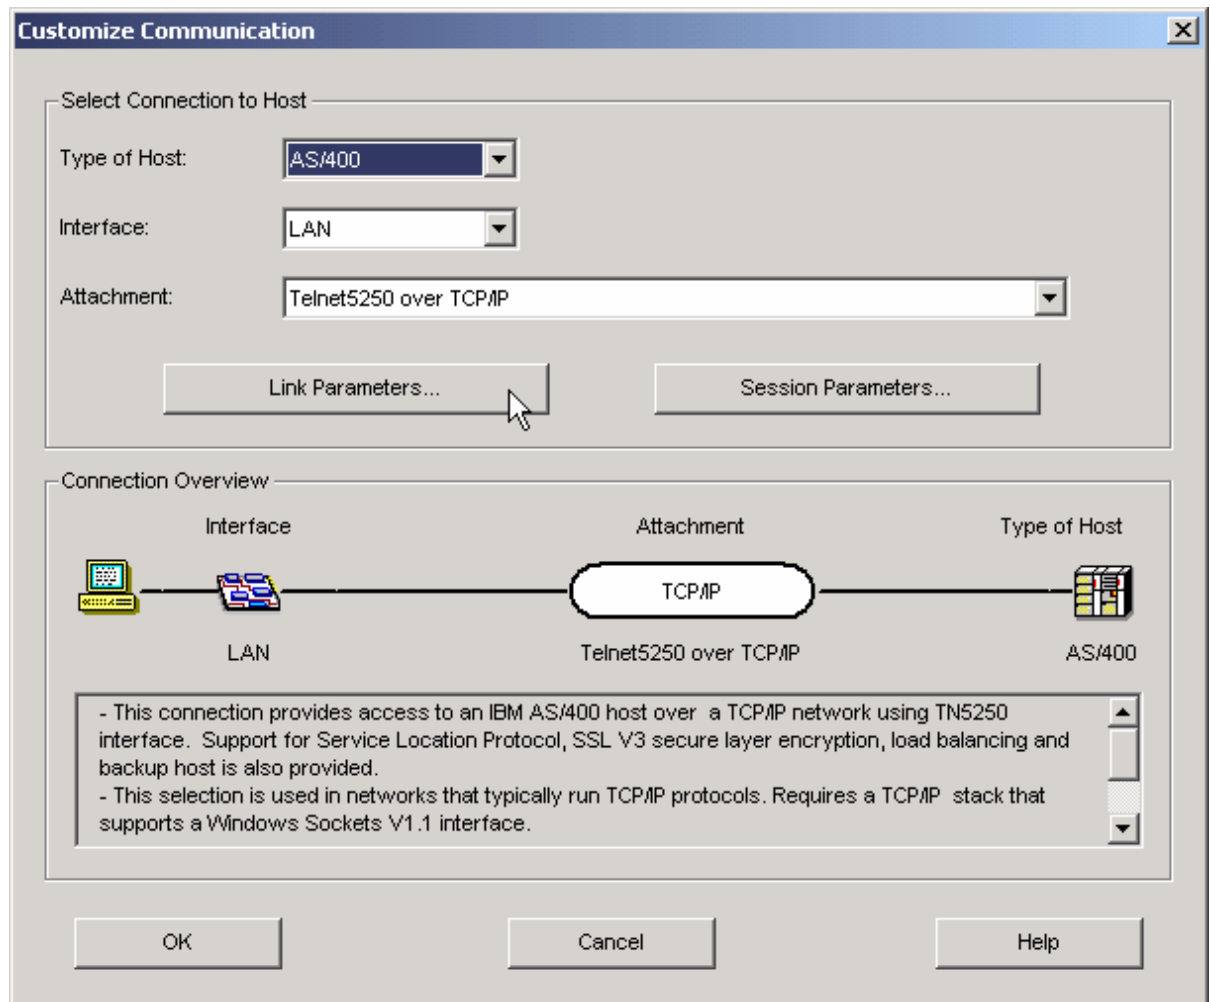 Customize Communication
Select Connection to Host
Type of Host: AS/400
Interface: LAN
Attachment: Telnet5250 over TCP/IP
Link Parameters... Session Parameters...
Connection Overview
Interface Attachment Type of Host
TCP/IP
LAN Telnet5250 over TCP/IP AS/400
- This connection provides access to an IBM AS/400 host over a TCP/IP network using TN5250
interface. Support for Service Location Protocol, SSL V3 secure layer encryption, load balancing and
backup host is also provided.
- This selection is used in networks that typically run TCP/IP protocols. Requires a TCP/IP stack that
supports a Windows Sockets V1.1 interface.
OK Cancel Help